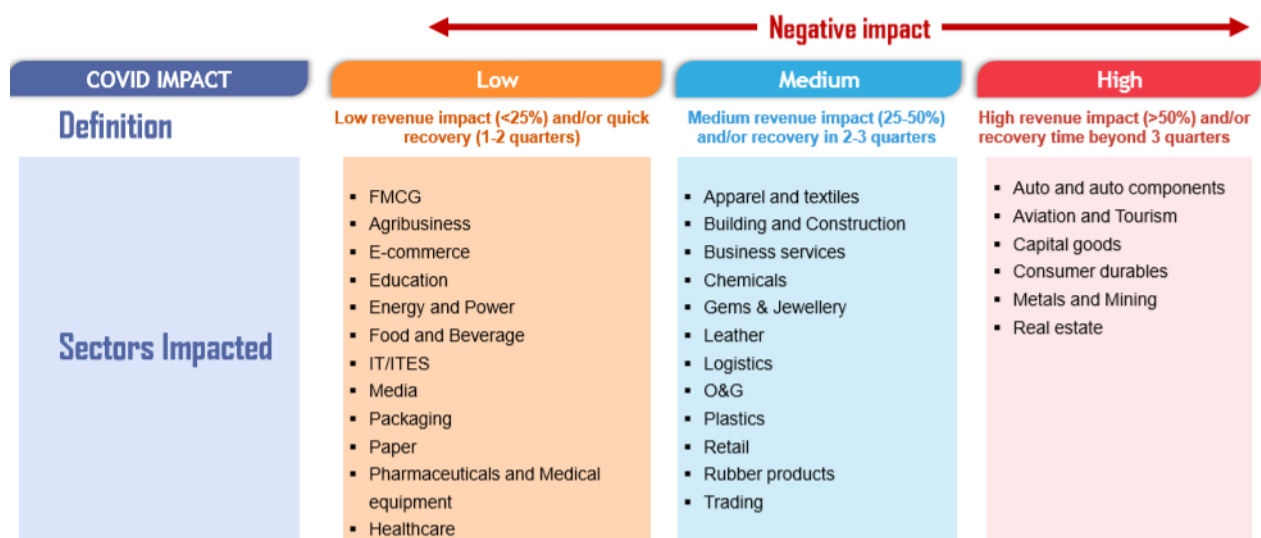 Negative impact
COVID IMPACT
Low
Medium
High
Definition
Low revenue impact (<25%) and/or quick
recovery (1-2 quarters)
Medium revenue impact (25-50%)
and/or recovery in 2-3 quarters
High revenue impact (>50%) and/or
recovery time beyond 3 quarters
Sectors Impacted
▪ FMCG
▪ Agribusiness
▪ E-commerce
▪ Education
▪ Energy and Power
▪ Food and Beverage
▪ IT/ITES
▪ Media
▪ Packaging
▪ Paper
▪ Pharmaceuticals and Medical
equipment
▪ Healthcare
▪ Apparel and textiles
▪ Building and Construction
▪ Business services
▪ Chemicals
▪ Gems & Jewellery
▪ Leather
▪ Logistics
▪ O&G
▪ Plastics
▪ Retail
▪ Rubber products
▪ Trading
▪ Auto and auto components
▪ Aviation and Tourism
▪ Capital goods
▪ Consumer durables
▪ Metals and Mining
▪ Real estate